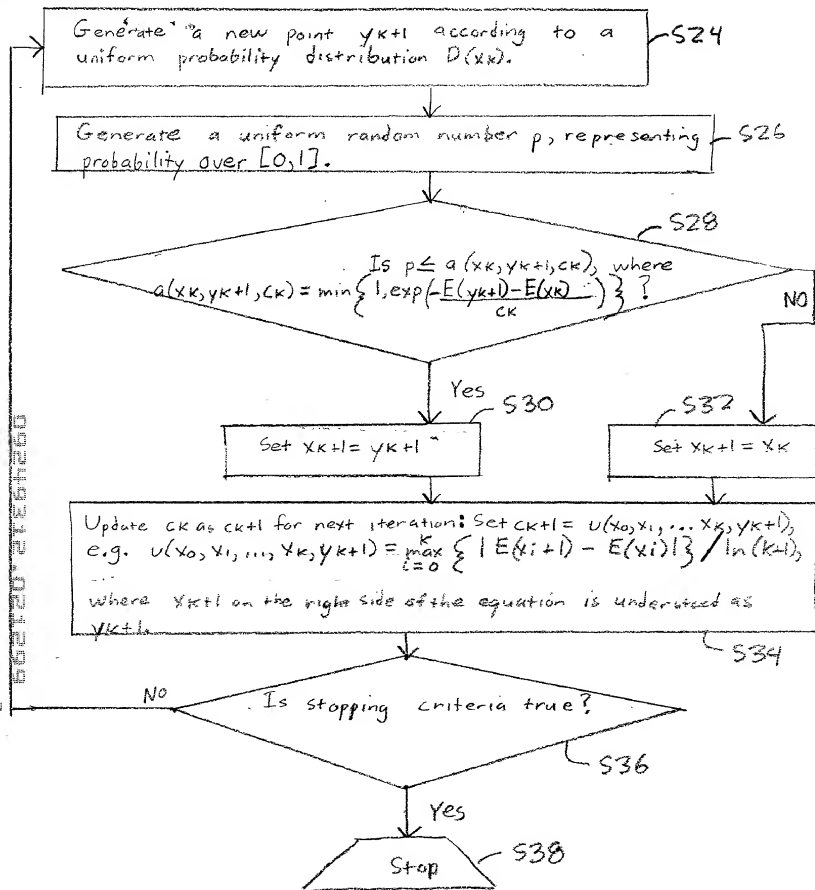 Generate a new point yK+1 according to a
uniform probability distribution D(xK).
S24
Generate a uniform random number p, representing
probability over [0,1].
S26
S28
Is p ≤ a(xK, yK+1, cK), where
a(xK, yK+1, cK) = min{1, exp(-E(yK+1)-E(xK)/cK)}?
NO
Yes
S30
S32
Set xK+1 = yK+1
Set xK+1 = xK
Update cK as cK+1 for next iteration: Set cK+1 = u(x0, x1, ... xK, yK+1),
e.g. u(x0, x1, ..., xK, yK+1) = max i=0 K {|E(xi+1) - E(xi)|}/ln(k+1),
...
where xK+1 on the right side of the equation is understood as
yK+1.
S34
NO
Is stopping criteria true?
S36
Yes
Stop
S38